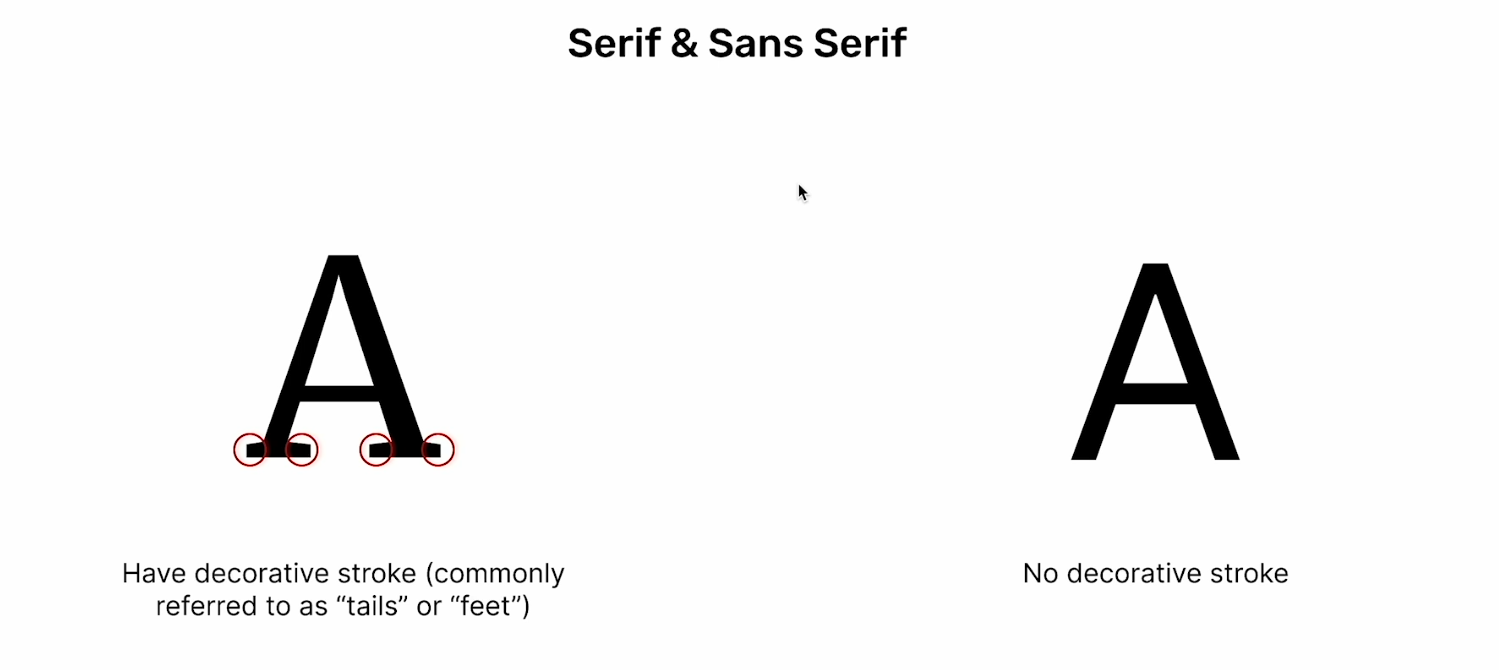 Serif & Sans Serif
A
A
Have decorative stroke (commonly
referred to as “tails” or “feet”)
No decorative stroke